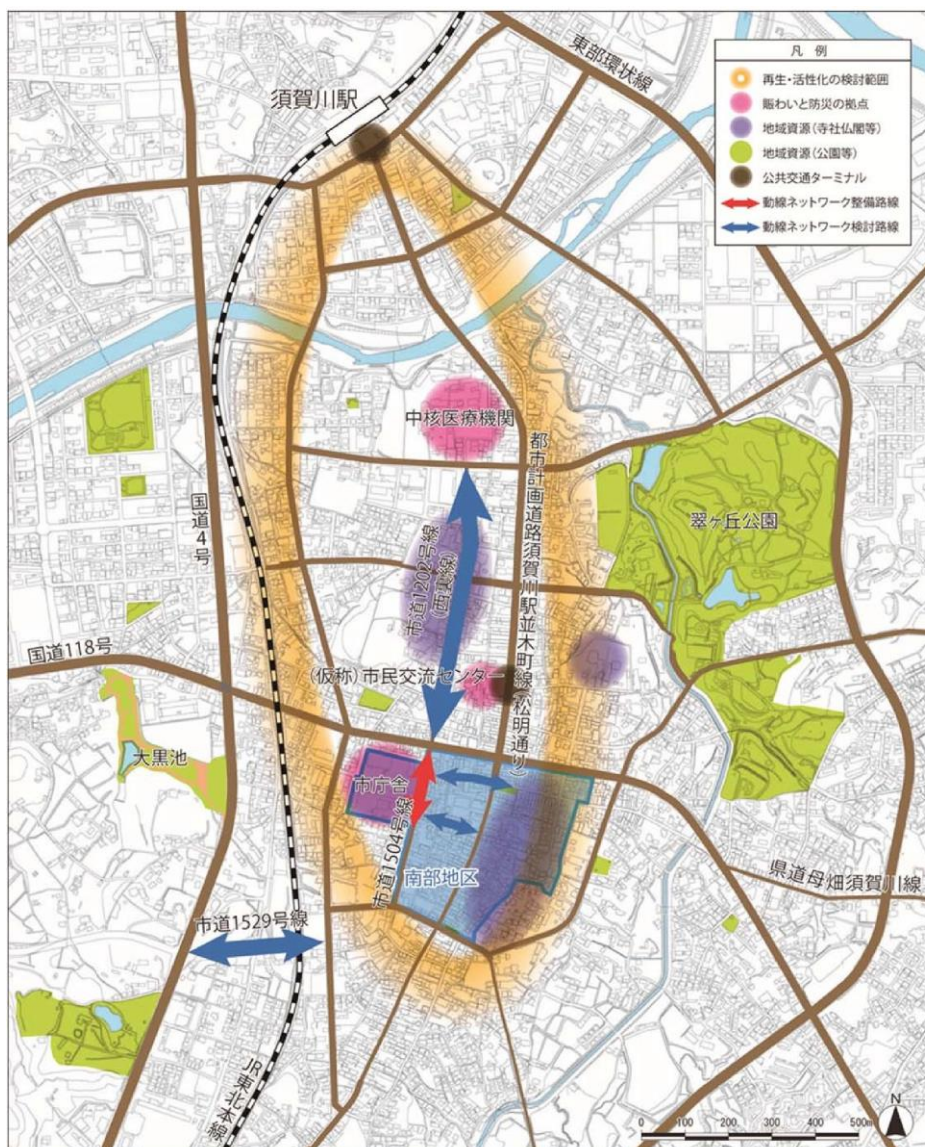 凡 例
再生・活性化の検討範囲
賑わいと防災の拠点
地域資源(寺社仏閣等)
地域資源(公園等)
公共交通ターミナル
動線ネットワーク整備路線
動線ネットワーク検討路線
東部環状線
須賀川駅
中核医療機関
都市計画道路須賀川駅並木町線(松明通り)
国道4号
翠ヶ丘公園
市道1202号線
(西裏線)
国道118号
(仮称)市民交流センター
大黒池
市庁舎
市道1504号線
南部地区
県道母畑須賀川線
市道1529号線
JR東北本線
N
0 100 200 300 400 500m